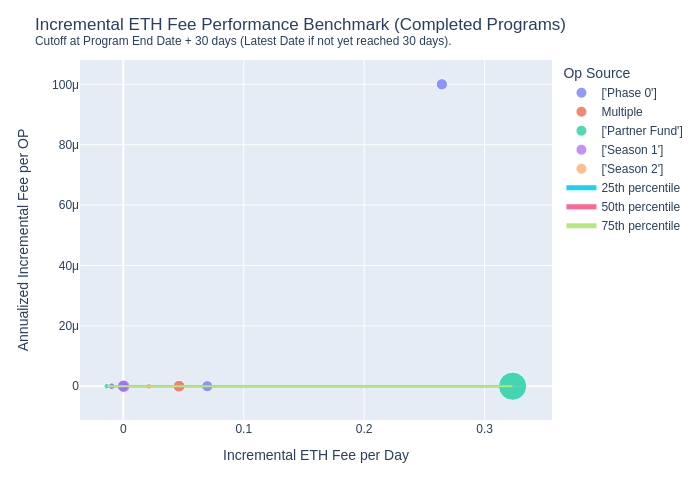 Incremental ETH Fee Performance Benchmark (Completed Programs)
Cutoff at Program End Date + 30 days (Latest Date if not yet reached 30 days).
Op Source
['Phase 0']
Multiple
['Partner Fund']
['Season 1']
['Season 2']
25th percentile
50th percentile
75th percentile
Annualized Incremental Fee per OP
100μ
80μ
60μ
40μ
20μ
0
0
0.1
0.2
0.3
Incremental ETH Fee per Day